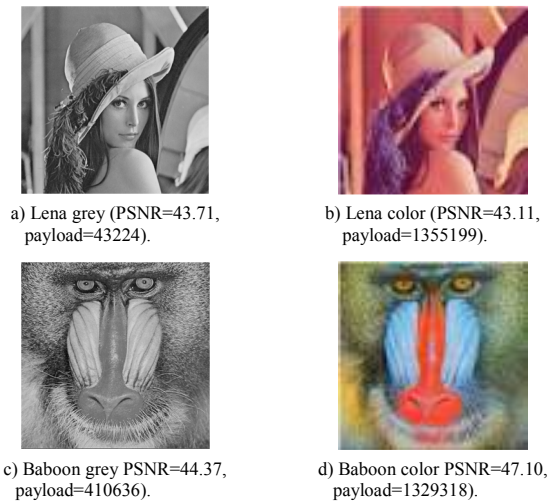 a) Lena grey (PSNR=43.71,
payload=43224).
b) Lena color (PSNR=43.11,
payload=1355199).
c) Baboon grey PSNR=44.37,
payload=410636).
d) Baboon color PSNR=47.10,
payload=1329318).